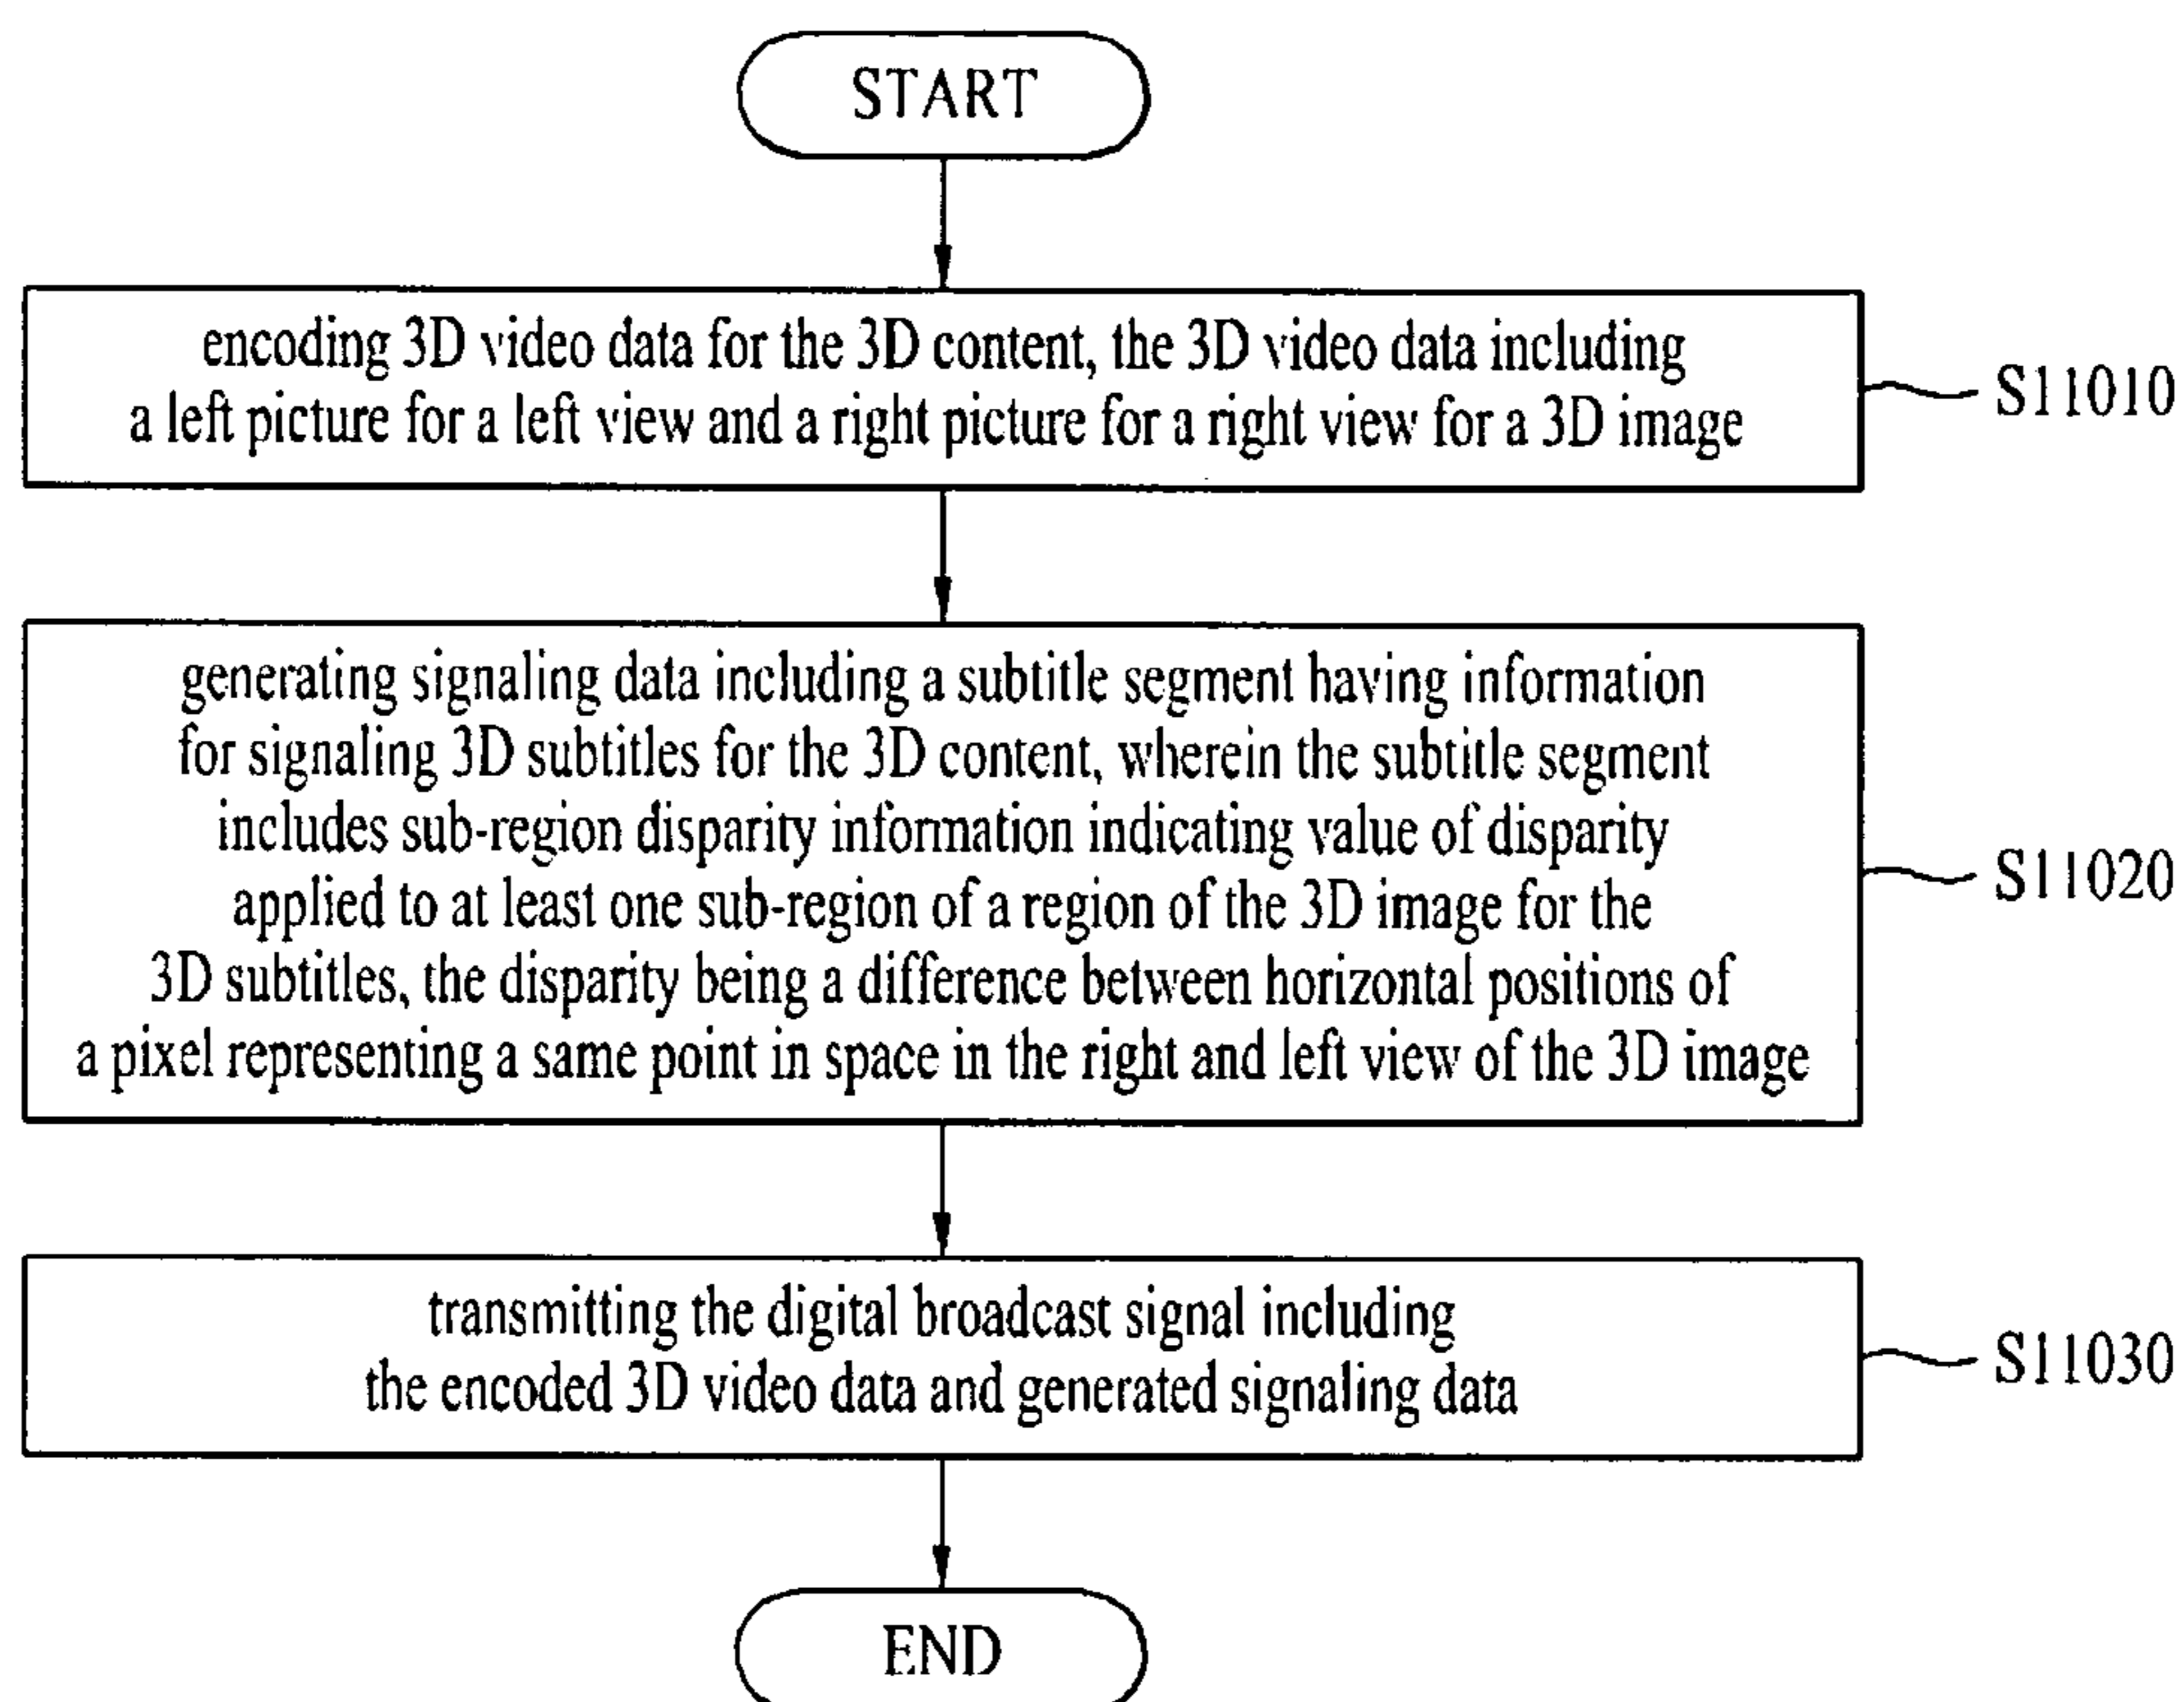 START
encoding 3D video data for the 3D content, the 3D video data including
a left picture for a left view and a right picture for a right view for a 3D image
S11010
generating signaling data including a subtitle segment having information
for signaling 3D subtitles for the 3D content, wherein the subtitle segment
includes sub-region disparity information indicating value of disparity
applied to at least one sub-region of a region of the 3D image for the
3D subtitles, the disparity being a difference between horizontal positions of
a pixel representing a same point in space in the right and left view of the 3D image
S11020
transmitting the digital broadcast signal including
the encoded 3D video data and generated signaling data
S11030
END